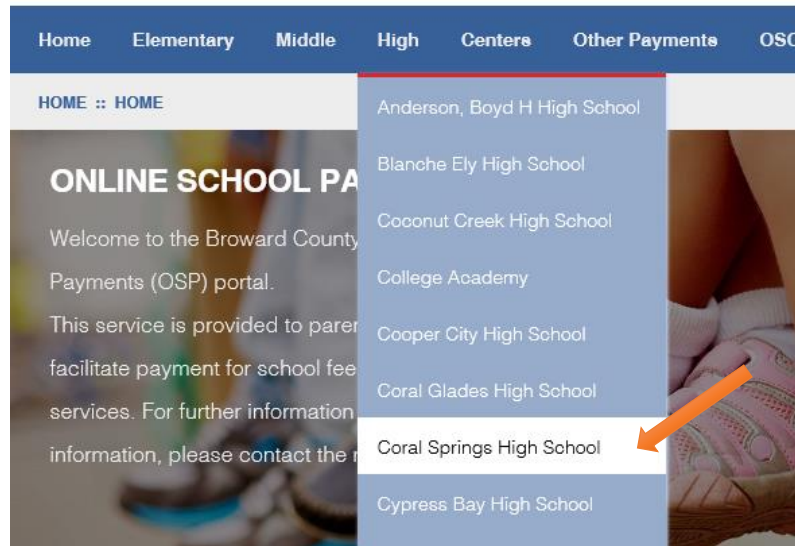 Home Elementary Middle High Centers Other Payments
HOME :: HOME
ONLINE SCHOOL PA
Welcome to the Broward County
Payments (OSP) portal.
This service is provided to parer
facilitate payment for school fee
services. For further information
information, please contact the r
Anderson, Boyd H High School
Blanche Ely High School
Coconut Creek High School
College Academy
Cooper City High School
Coral Glades High School
Coral Springs High School
Cypress Bay High School